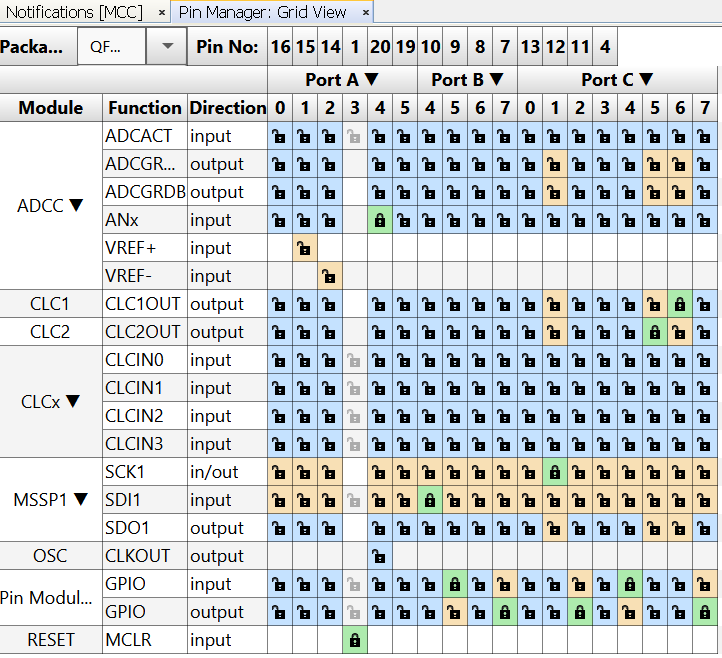 Notifications [MCC] × Pin Manager: Grid View ×
Packa... QF... Pin No: 16 15 14 1 20 19 10 9 8 7 13 12 11 4
Port A ▼ Port B ▼ Port C ▼
Module Function Direction 0 1 2 3 4 5 4 5 6 7 0 1 2 3 4 5 6 7
ADCACT input
ADCGR... output
ADCC ▼ ADCGRDB output
ANx input
VREF+ input
VREF- input
CLC1 CLC1OUT output
CLC2 CLC2OUT output
CLCIN0 input
CLCx ▼ CLCIN1 input
CLCIN2 input
CLCIN3 input
SCK1 in/out
MSSP1 ▼ SDI1 input
SDO1 output
OSC CLKOUT output
Pin Modul... GPIO input
GPIO output
RESET MCLR input